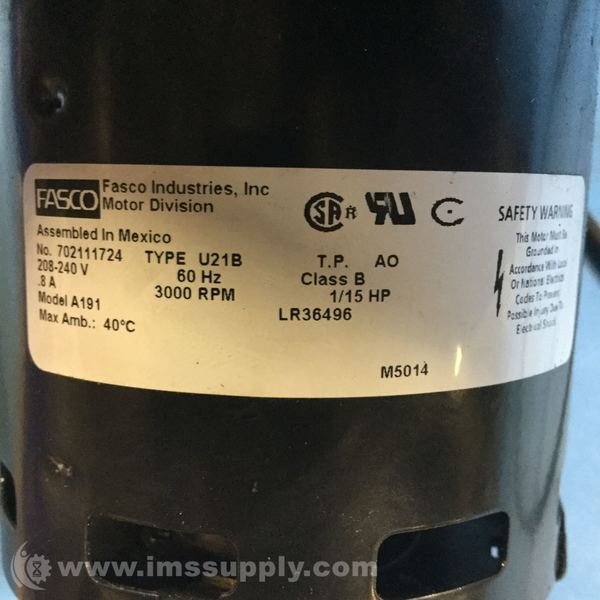 FASCO
Fasco Industries, Inc
Motor Division
Assembled In Mexico
No. 702111724
208-240 V
.8 A
Model A191
Max Amb.: 40°C
TYPE U21B
60 Hz
3000 RPM
T.P. AO
Class B
1/15 HP
LR36496
M5014
SA R
UR
C
SAFETY WARNING
This Motor Must Be
Grounded in
Accordance With Local
Or National Electrical
Codes To Prevent
Possible Injury Due To
Electrical Shock
www.imssupply.com